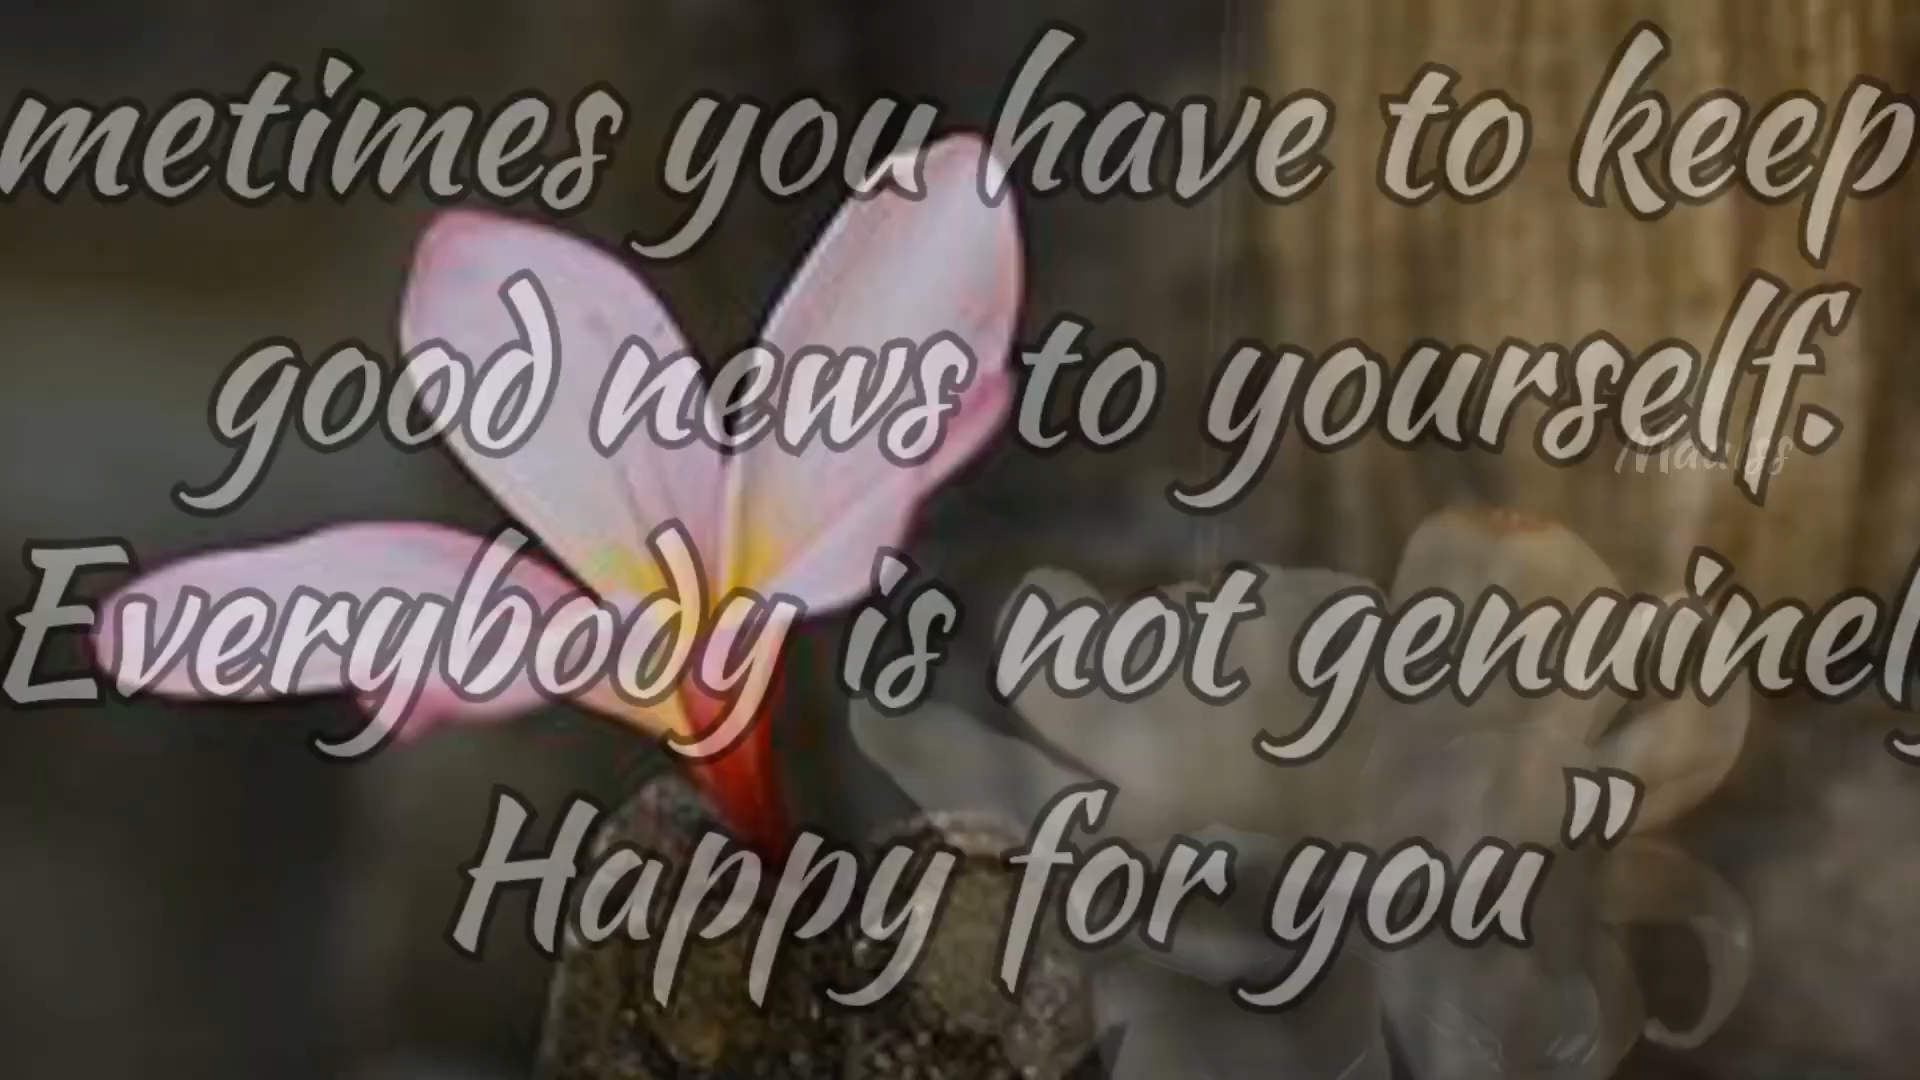 metimes you have to keep
good news to yourself.
Everybody is not genuinel
Happy for you"